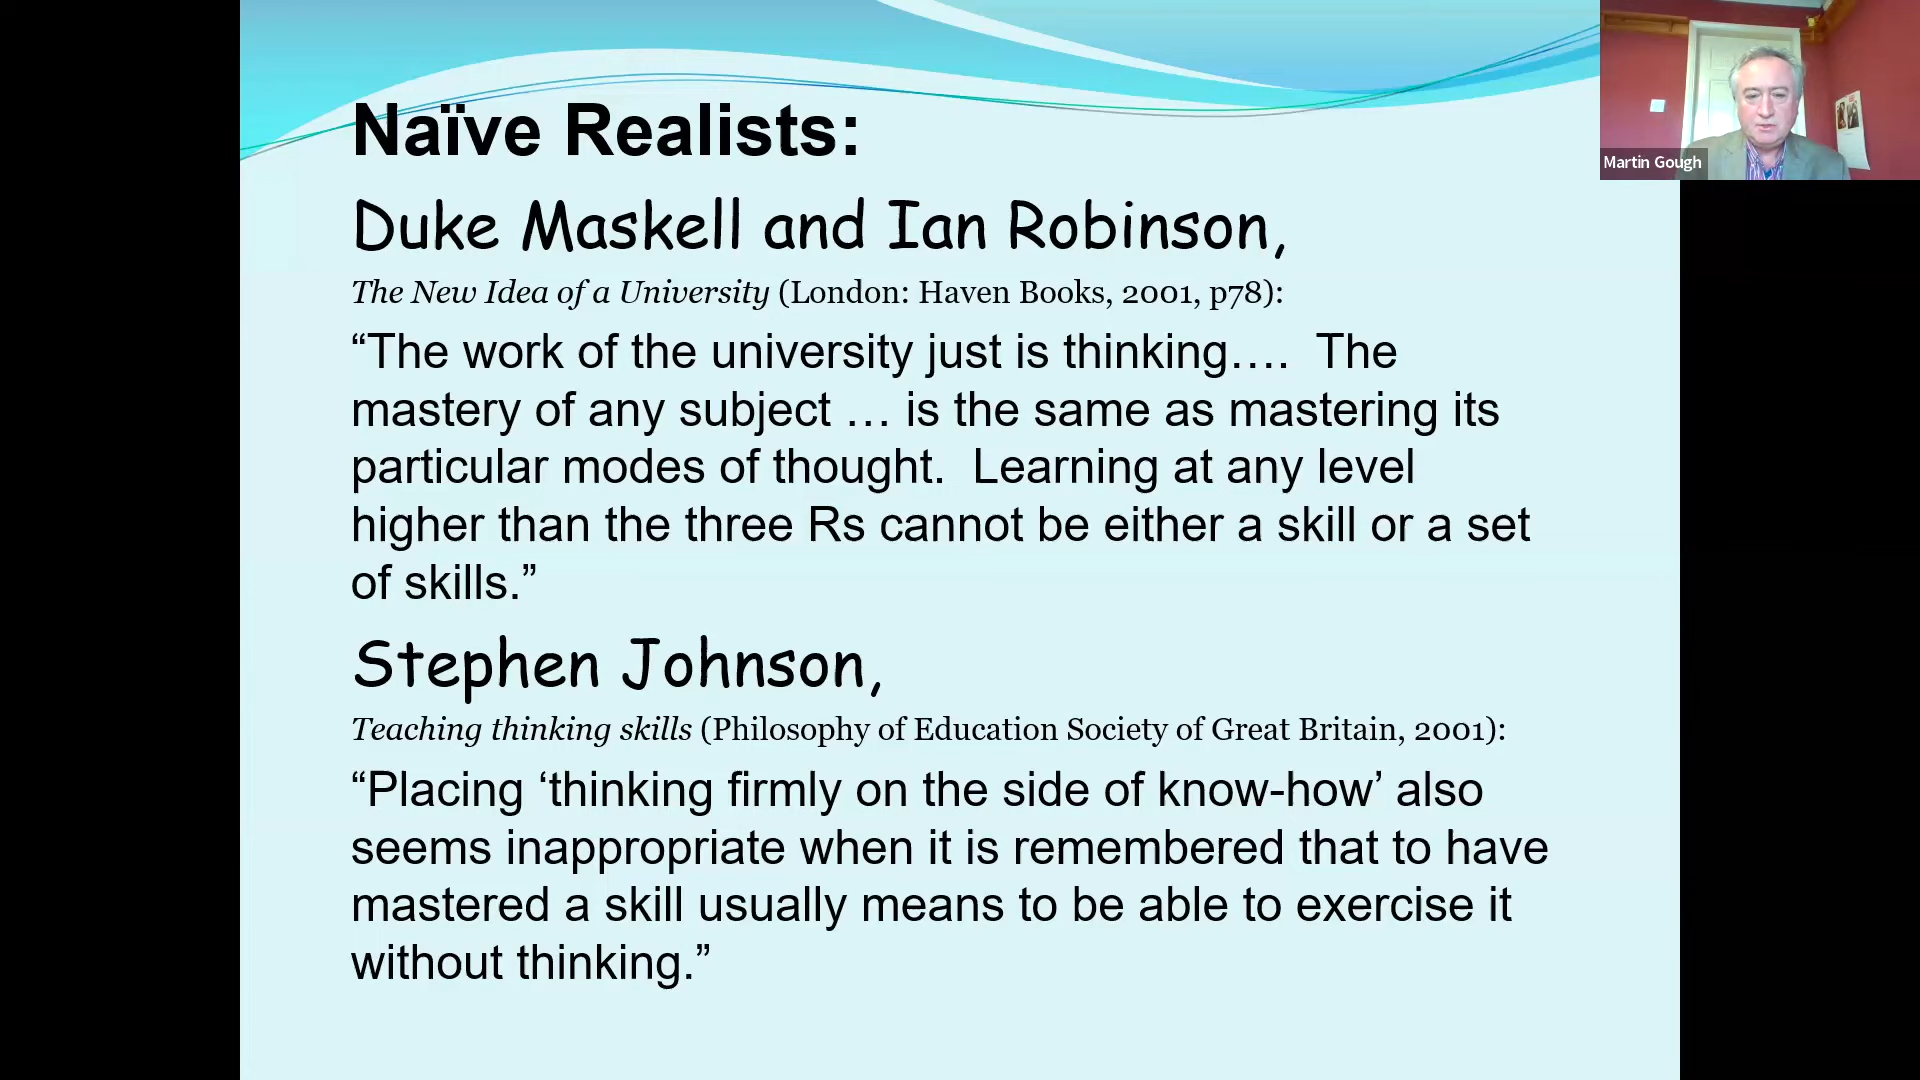 Naïve Realists:
Duke Maskell and Ian Robinson,
The New Idea of a University (London: Haven Books, 2001, p78):
“The work of the university just is thinking…. The
mastery of any subject … is the same as mastering its
particular modes of thought. Learning at any level
higher than the three Rs cannot be either a skill or a set
of skills.”
Stephen Johnson,
Teaching thinking skills (Philosophy of Education Society of Great Britain, 2001):
“Placing ‘thinking firmly on the side of know-how’ also
seems inappropriate when it is remembered that to have
mastered a skill usually means to be able to exercise it
without thinking.”
Martin Gough